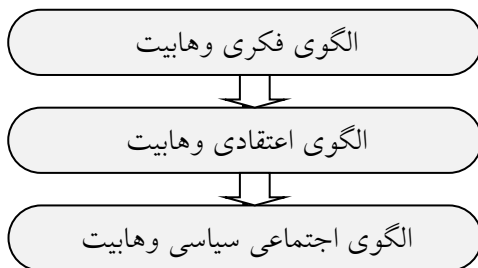 الگوی فکری وهابیت
الگوی اعتقادی وهابیت
الگوی اجتماعی سیاسی وهابیت